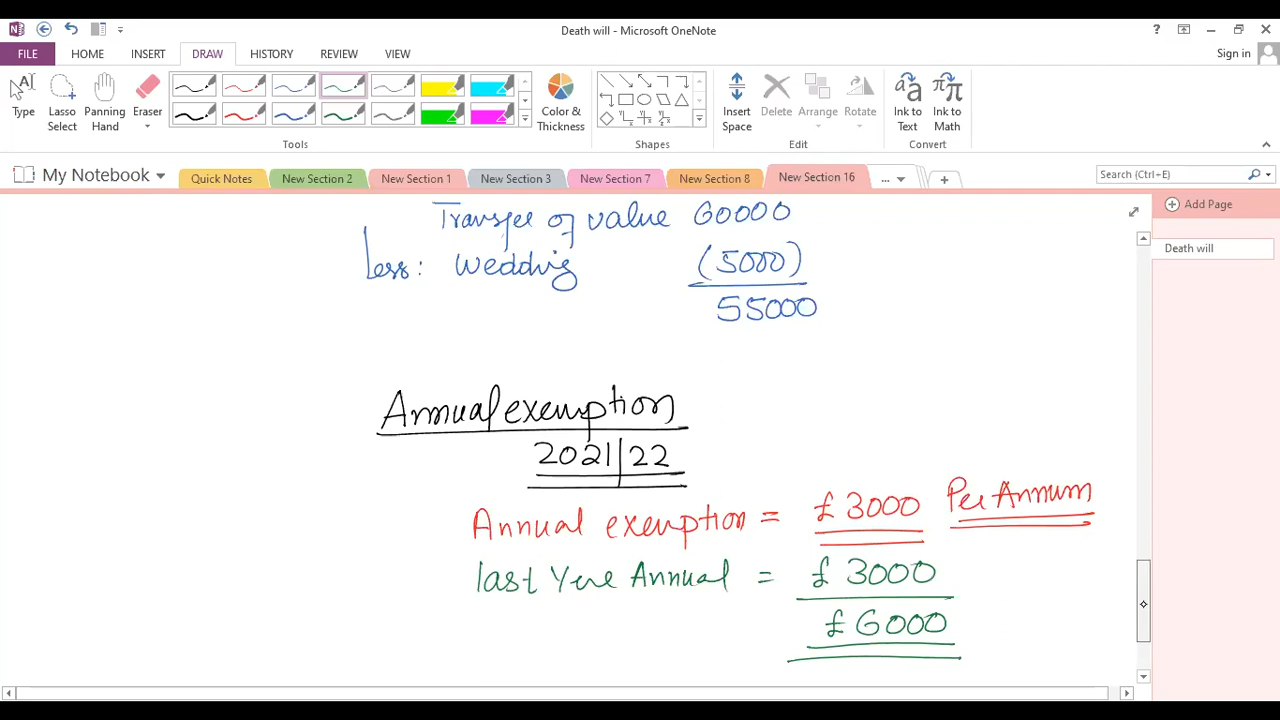 Death will - Microsoft OneNote
?
Sign in
FILE HOME INSERT DRAW HISTORY REVIEW VIEW
Type
Lasso Select
Panning Hand
Eraser
Color & Thickness
Insert Space
Delete
Arrange
Rotate
Ink to Text
Ink to Math
Tools Shapes Edit Convert
My Notebook Quick Notes New Section 2 New Section 1 New Section 3 New Section 7 New Section 8 New Section 16 ... + Search (Ctrl+E)
Add Page
Death will
Transfer of value 60000
Less: Wedding (5000)
55000
Annual exemption
2021|22
Annual exemption = £3000 Per Annum
last Year Annual = £3000
£6000